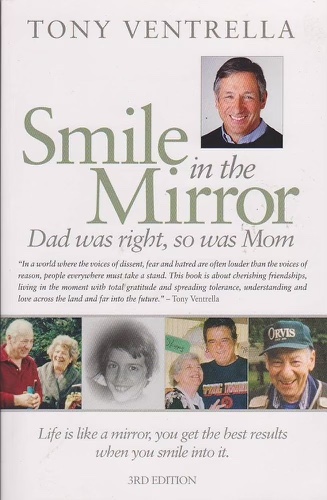 TONY VENTRELLA
Smile
in the
Mirror
Dad was right, so was Mom
"In a world where the voices of dissent, fear and hatred are often louder than the voices of
reason, people everywhere must take a stand. This book is about cherishing friendships,
living in the moment with total gratitude and spreading tolerance, understanding and
love across the land and far into the future." – Tony Ventrella
ORVIS
Life is like a mirror, you get the best results
when you smile into it.
3RD EDITION